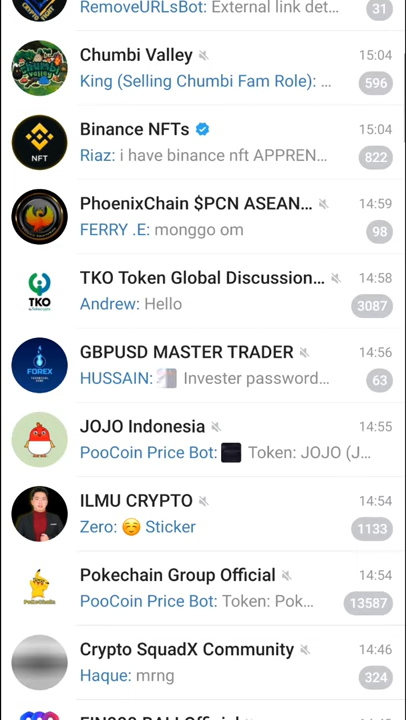 RemoveURLsBot: External link det...
31
Chumbi Valley
15:04
King (Selling Chumbi Fam Role): ...
596
Binance NFTs
15:04
NFT
Riaz: i have binance nft APPREN...
822
PhoenixChain $PCN ASEAN...
14:59
FERRY .E: monggo om
98
TKO Token Global Discussion...
14:58
TKO
Andrew: Hello
3087
GBPUSD MASTER TRADER
14:56
FOREX
HUSSAIN: Invester password...
63
JOJO Indonesia
14:55
PooCoin Price Bot: Token: JOJO (J...
ILMU CRYPTO
14:54
Zero: ☺️ Sticker
1133
Pokechain Group Official
14:54
PokeChain
PooCoin Price Bot: Token: Pok...
13587
Crypto SquadX Community
14:46
Haque: mrng
324